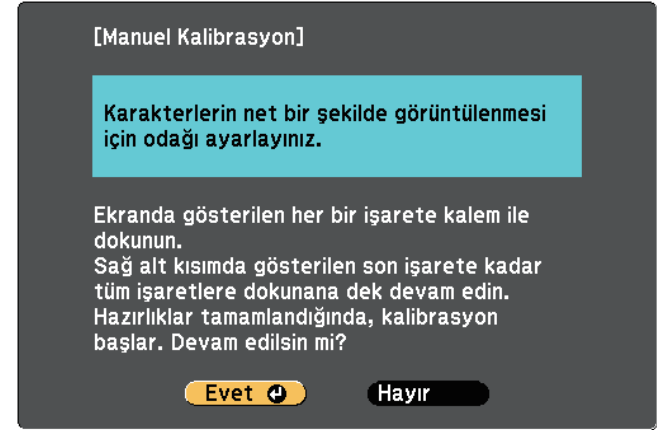 [Manuel Kalibrasyon]
Karakterlerin net bir şekilde görüntülenmesi
için odağı ayarlayınız.
Ekranda gösterilen her bir işarete kalem ile
dokunun.
Sağ alt kısımda gösterilen son işarete kadar
tüm işaretlere dokunana dek devam edin.
Hazırlıklar tamamlandığında, kalibrasyon
başlar. Devam edilsin mi?
Evet
Hayır